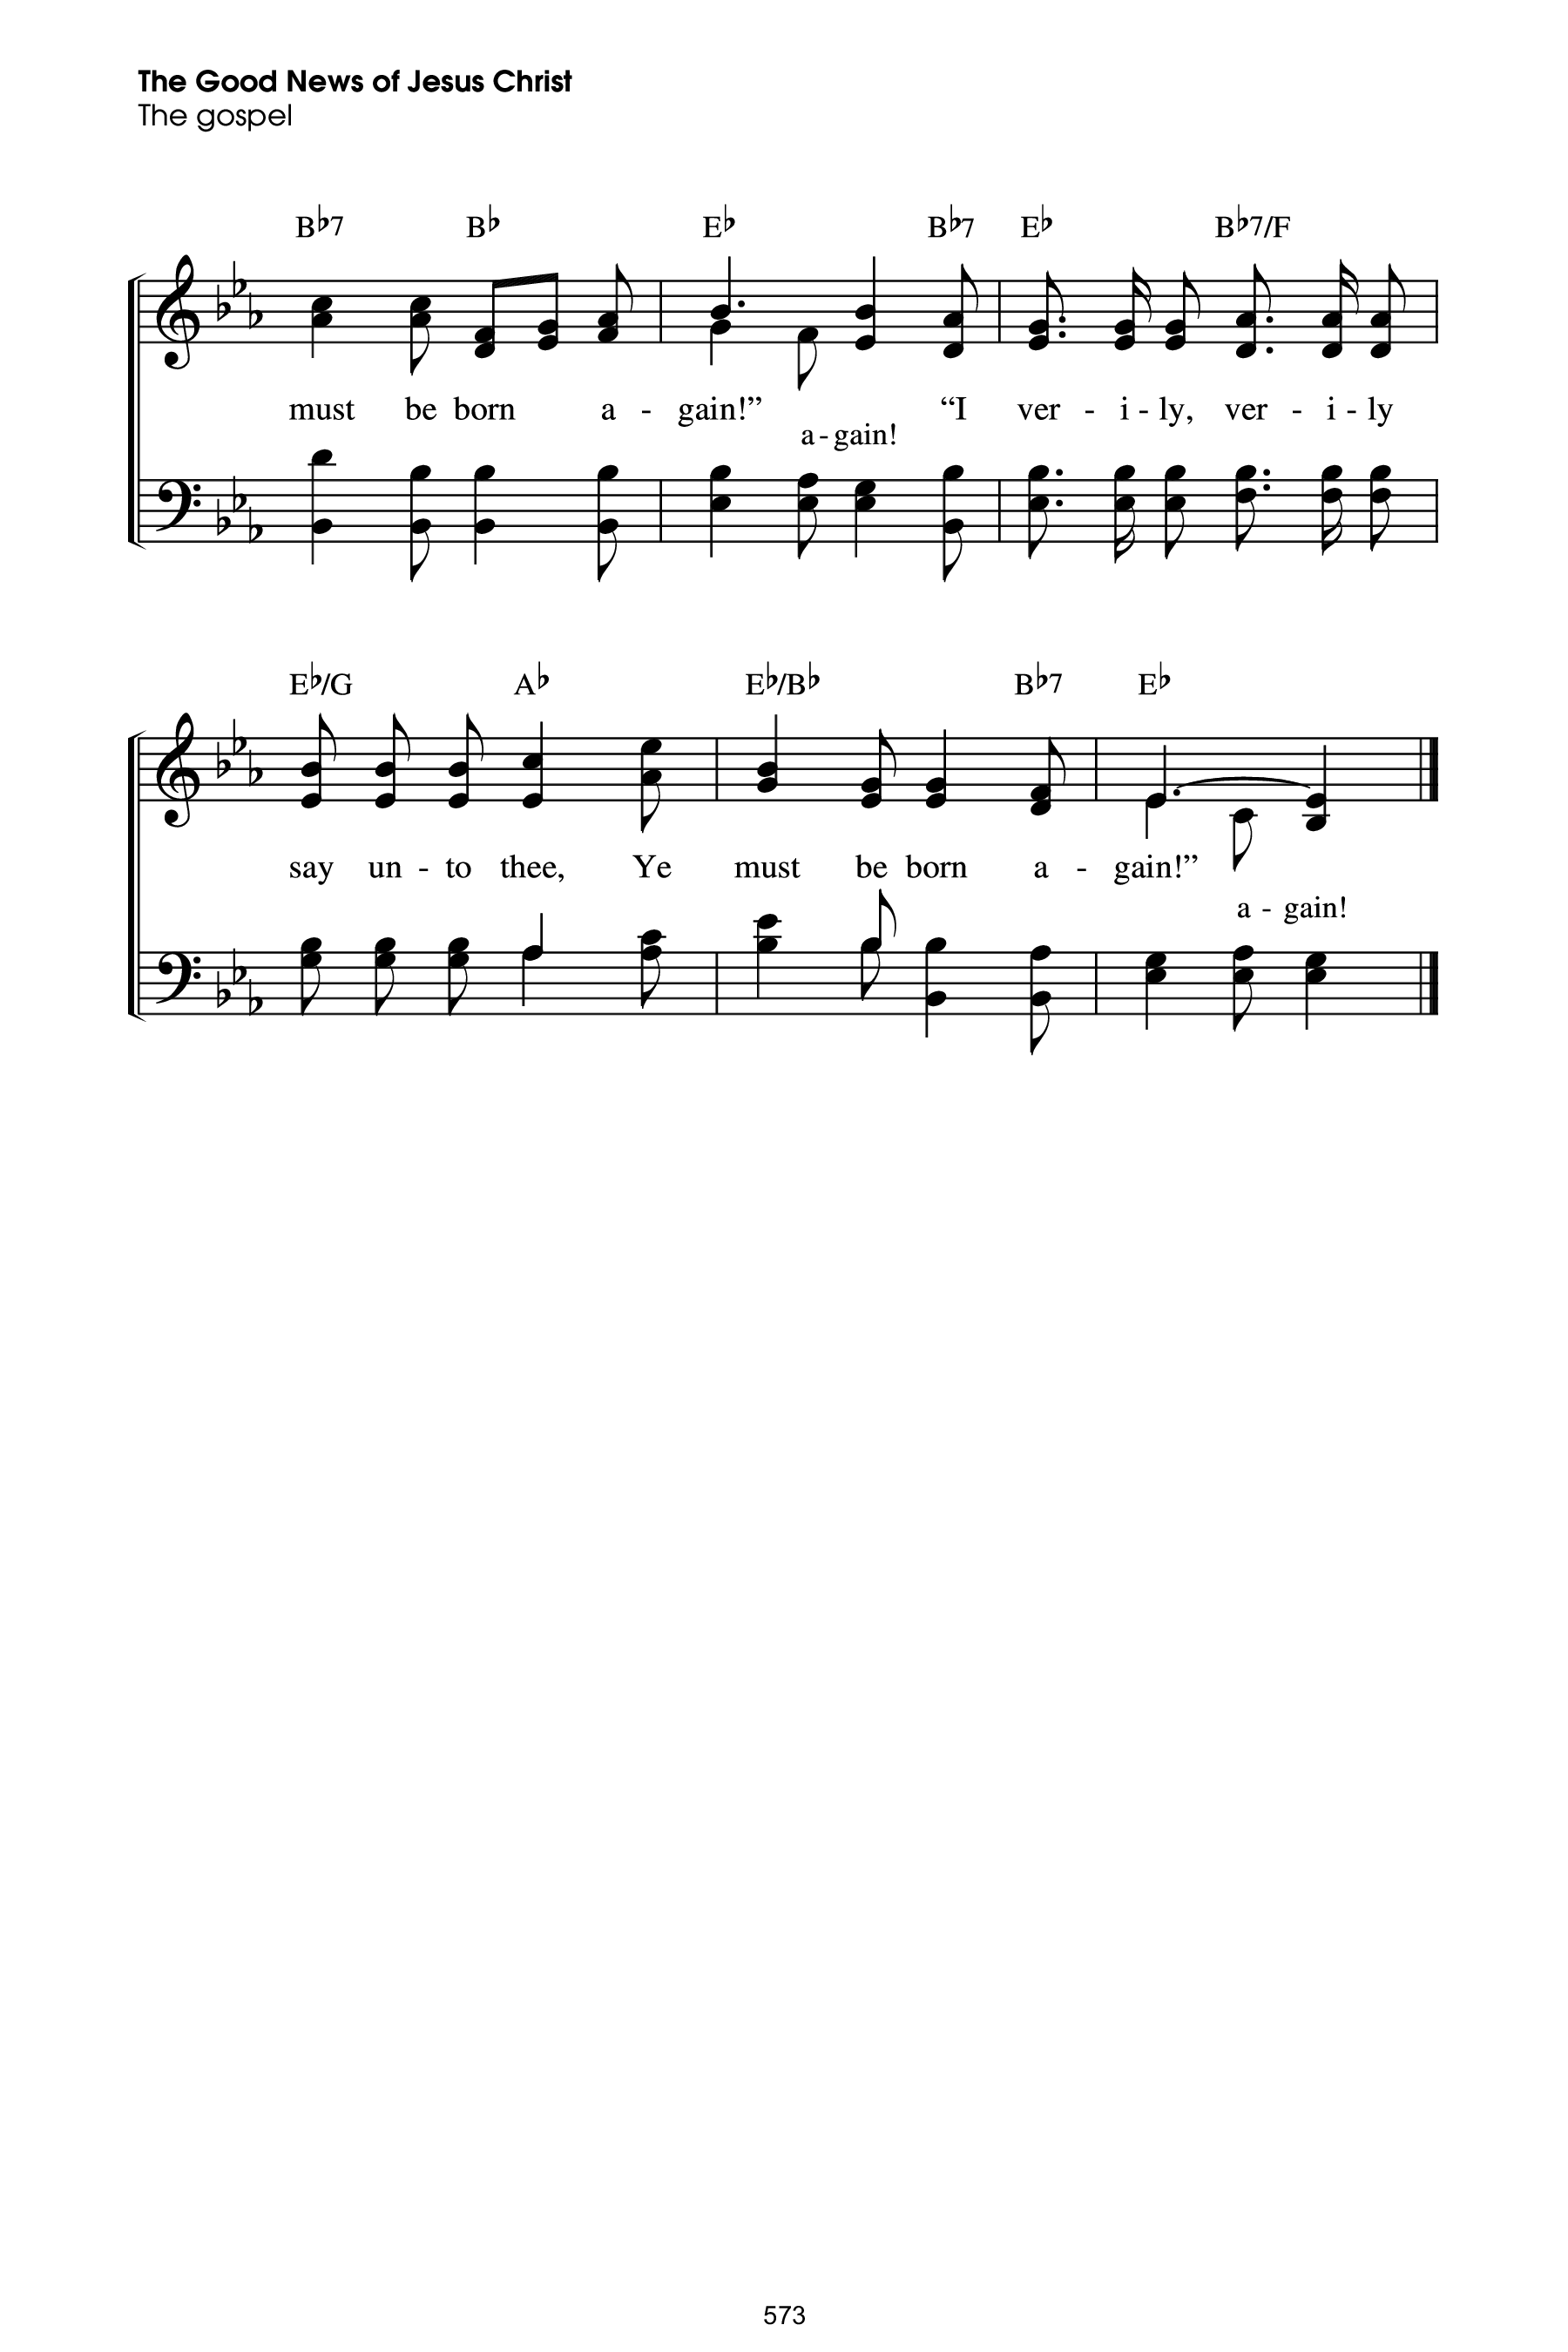 The Good News of Jesus Christ
The gospel
B♭7 B♭ E♭ B♭7 E♭ B♭7/F
must be born a - gain!” “I ver - i - ly, ver - i - ly
a - gain!
E♭/G A♭ E♭/B♭ B♭7 E♭
say un - to thee, Ye must be born a - gain!”
a - gain!
573